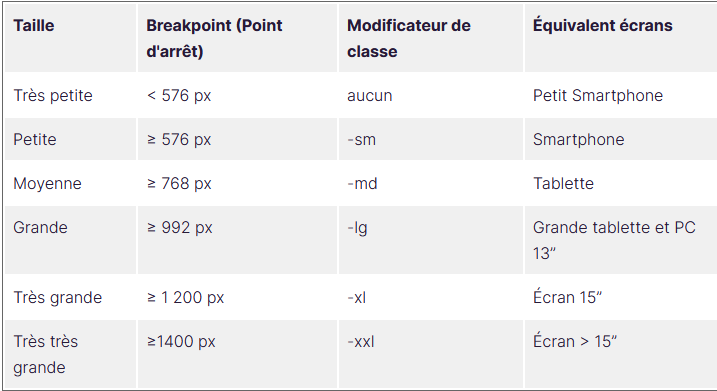 Taille Breakpoint (Point d'arrêt) Modificateur de classe Équivalent écrans
Très petite < 576 px aucun Petit Smartphone
Petite ≥ 576 px -sm Smartphone
Moyenne ≥ 768 px -md Tablette
Grande ≥ 992 px -lg Grande tablette et PC 13”
Très grande ≥ 1 200 px -xl Écran 15”
Très très grande ≥1400 px -xxl Écran > 15”